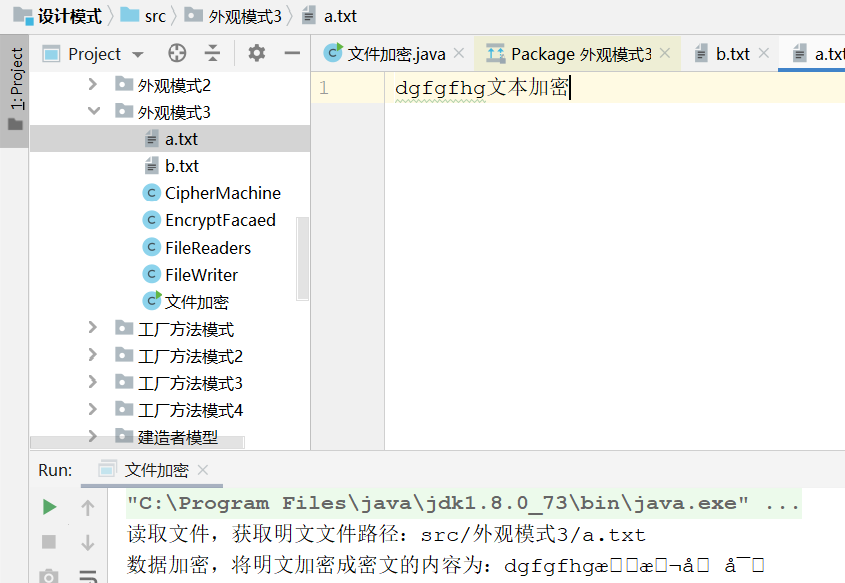 设计模式 src 外观模式3 a.txt
1: Project
Project
外观模式2
外观模式3
a.txt
b.txt
CipherMachine
EncryptFacaed
FileReaders
FileWriter
文件加密
工厂方法模式
工厂方法模式2
工厂方法模式3
工厂方法模式4
建造者模型
文件加密.java Package 外观模式3 b.txt a.txt
1 dgfgfhg文本加密
Run: 文件加密
"C:\Program Files\java\jdk1.8.0_73\bin\java.exe" ...
读取文件，获取明文文件路径：src/外观模式3/a.txt
数据加密，将明文加密成密文的内容为：dgfgfhgæ æ ¬å å¯